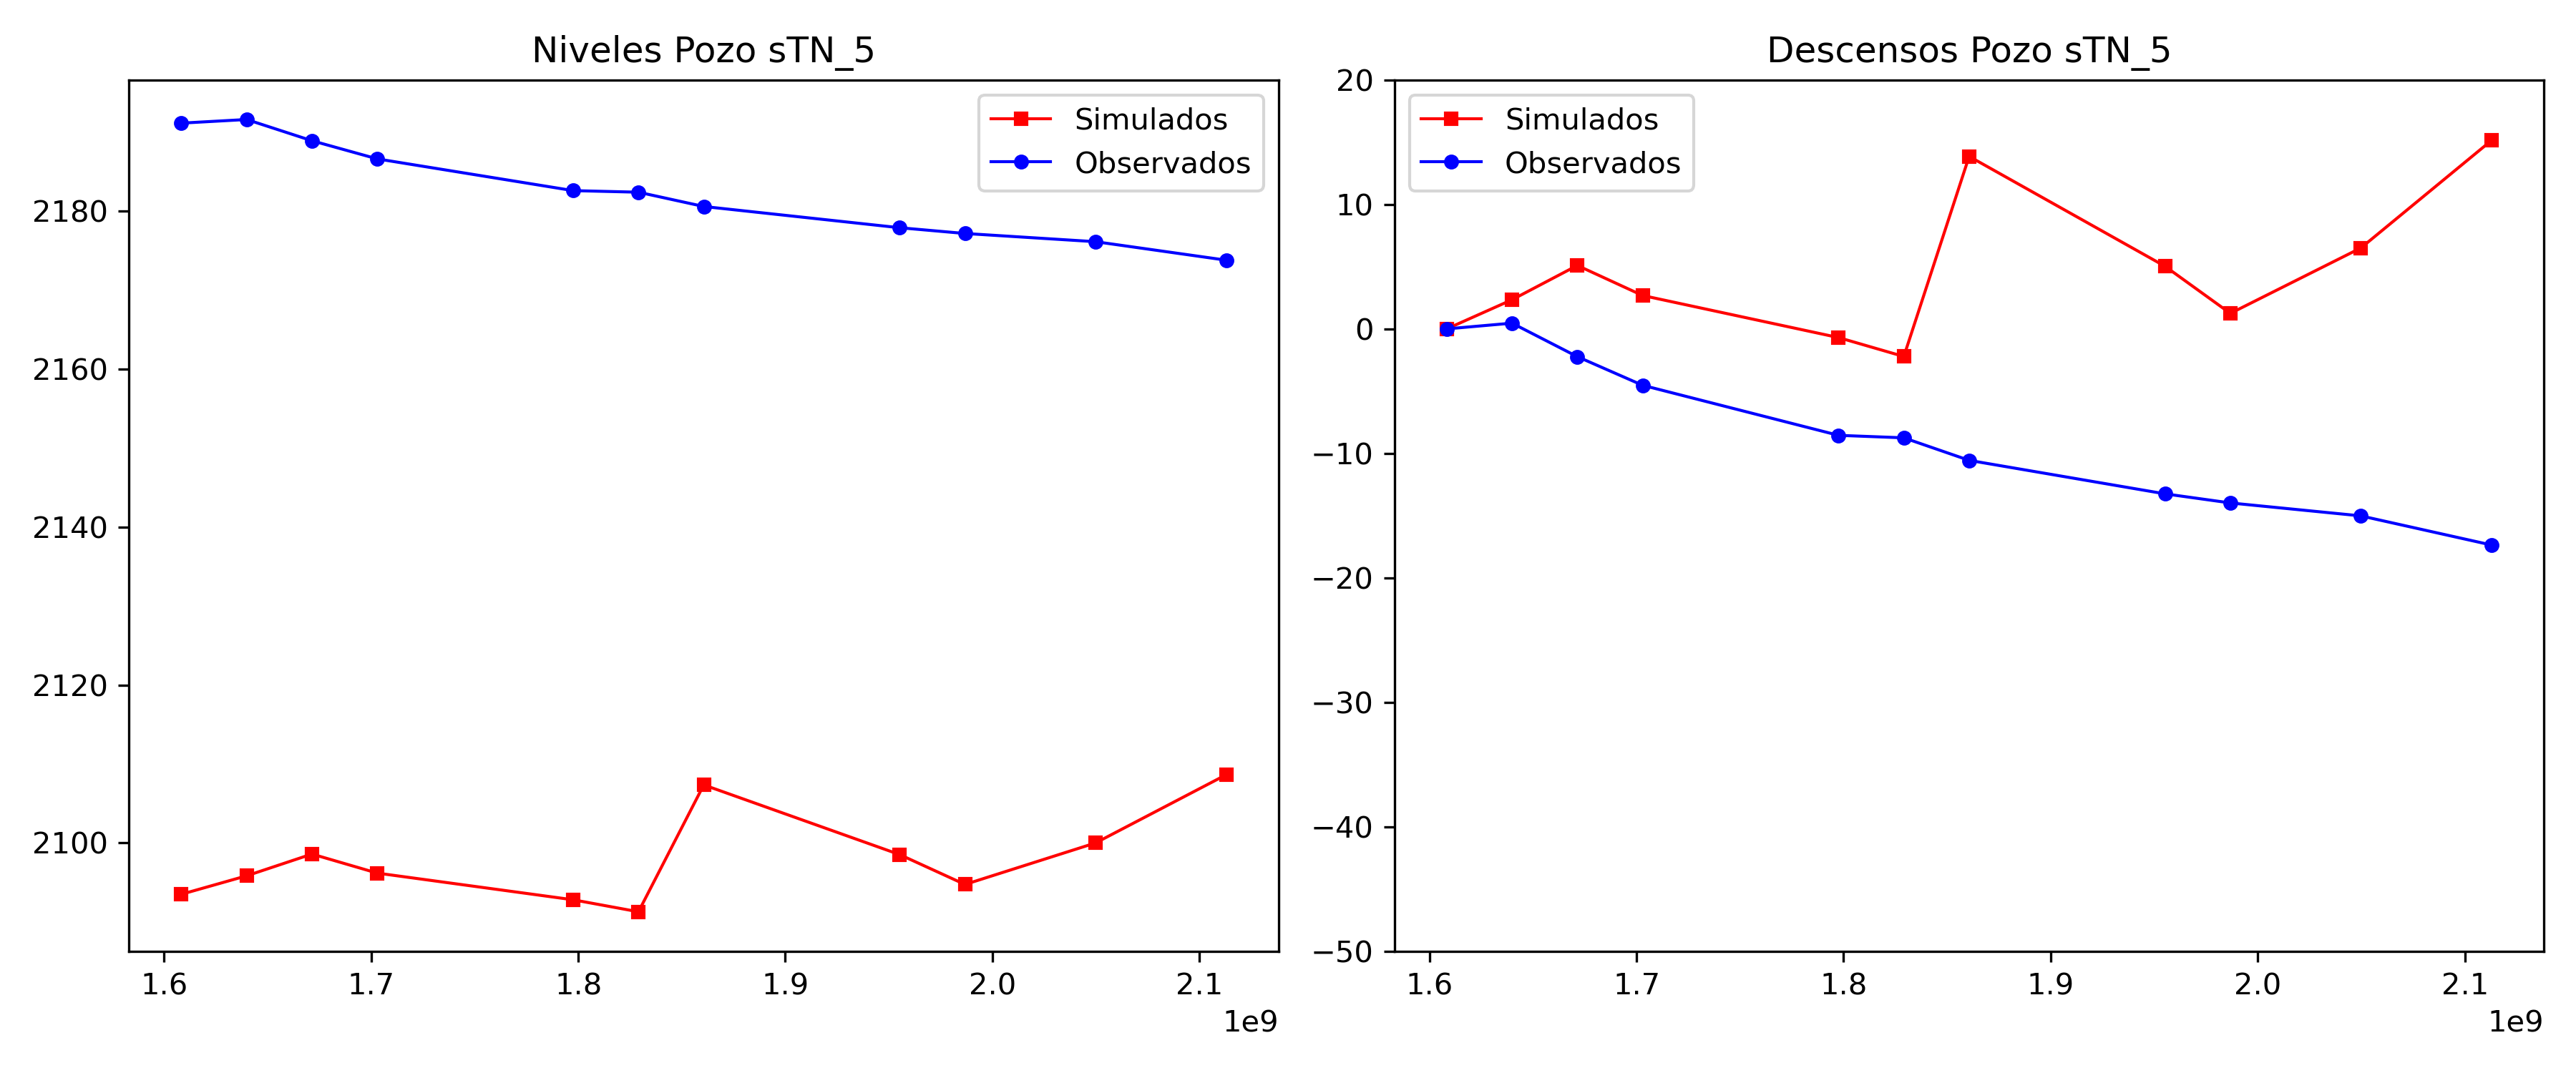 Niveles Pozo sTN_5
Simulados
Observados
2180
2160
2140
2120
2100
1.6 1.7 1.8 1.9 2.0 2.1
1e9
Descensos Pozo sTN_5
Simulados
Observados
20
10
0
−10
−20
−30
−40
−50
1.6 1.7 1.8 1.9 2.0 2.1
1e9